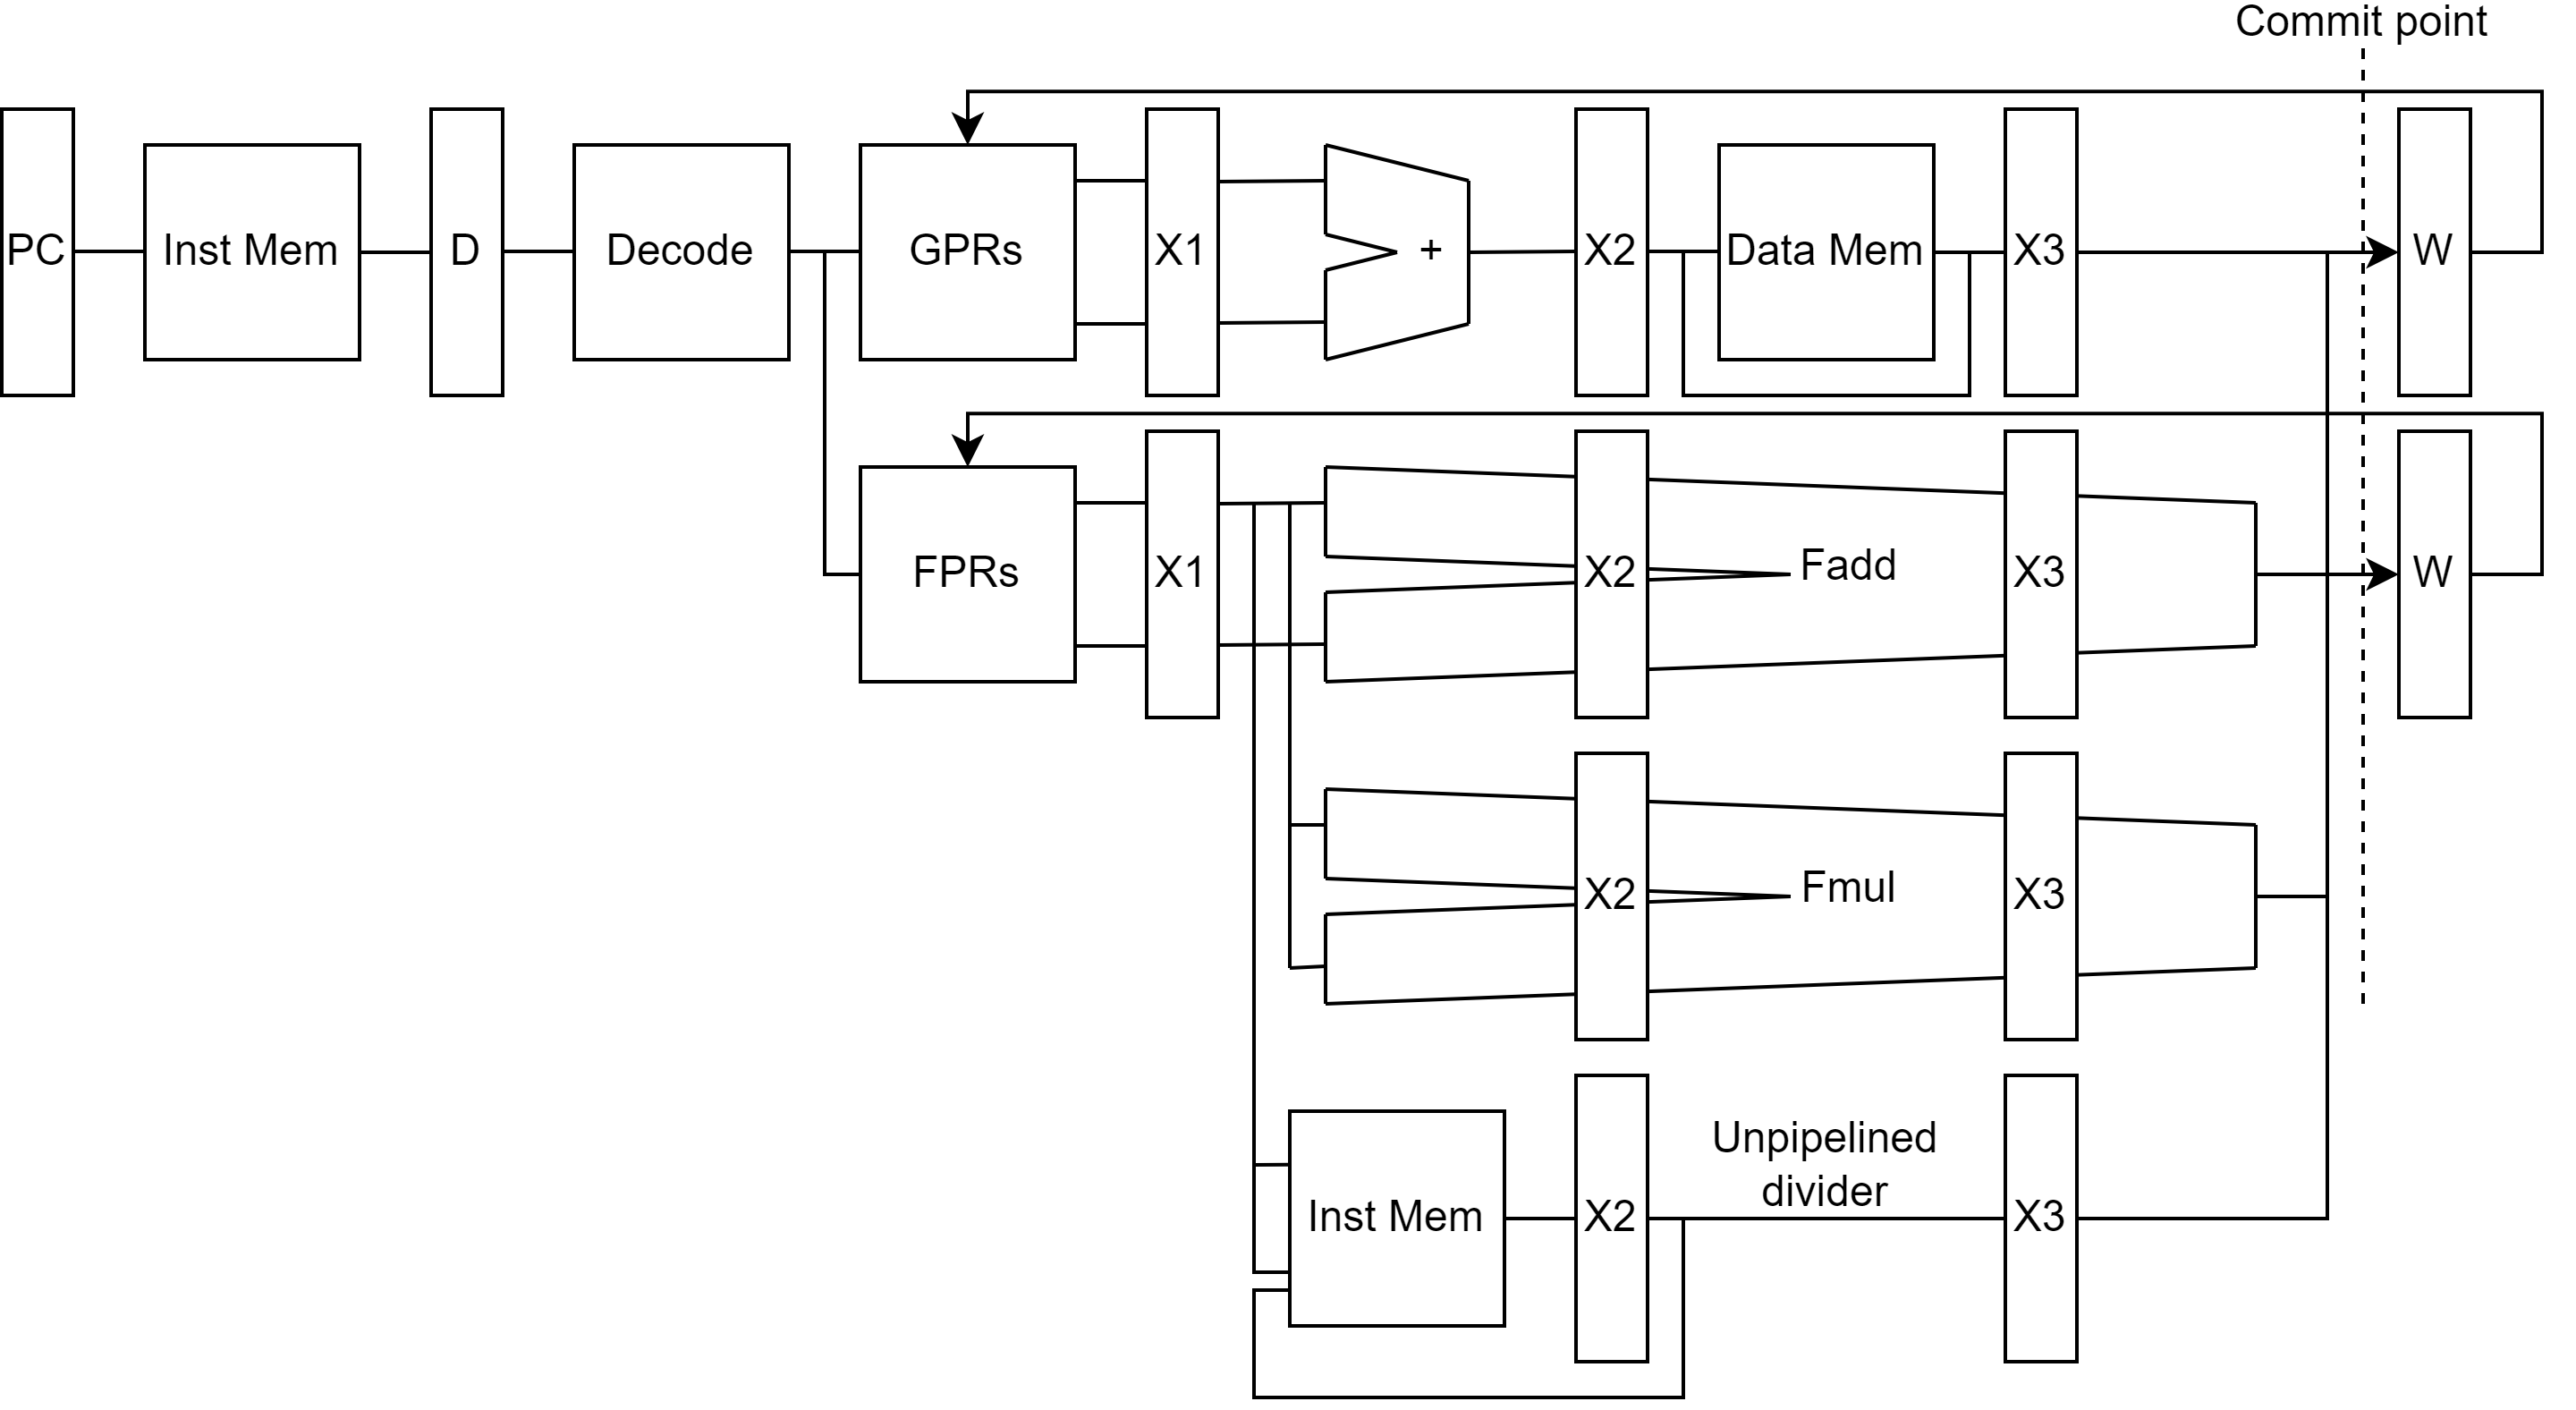 Commit point
PC
Inst Mem
D
Decode
GPRs
X1
+
X2
Data Mem
X3
W
FPRs
X1
X2
Fadd
X3
W
X2
Fmul
X3
Inst Mem
X2
Unpipelined
divider
X3